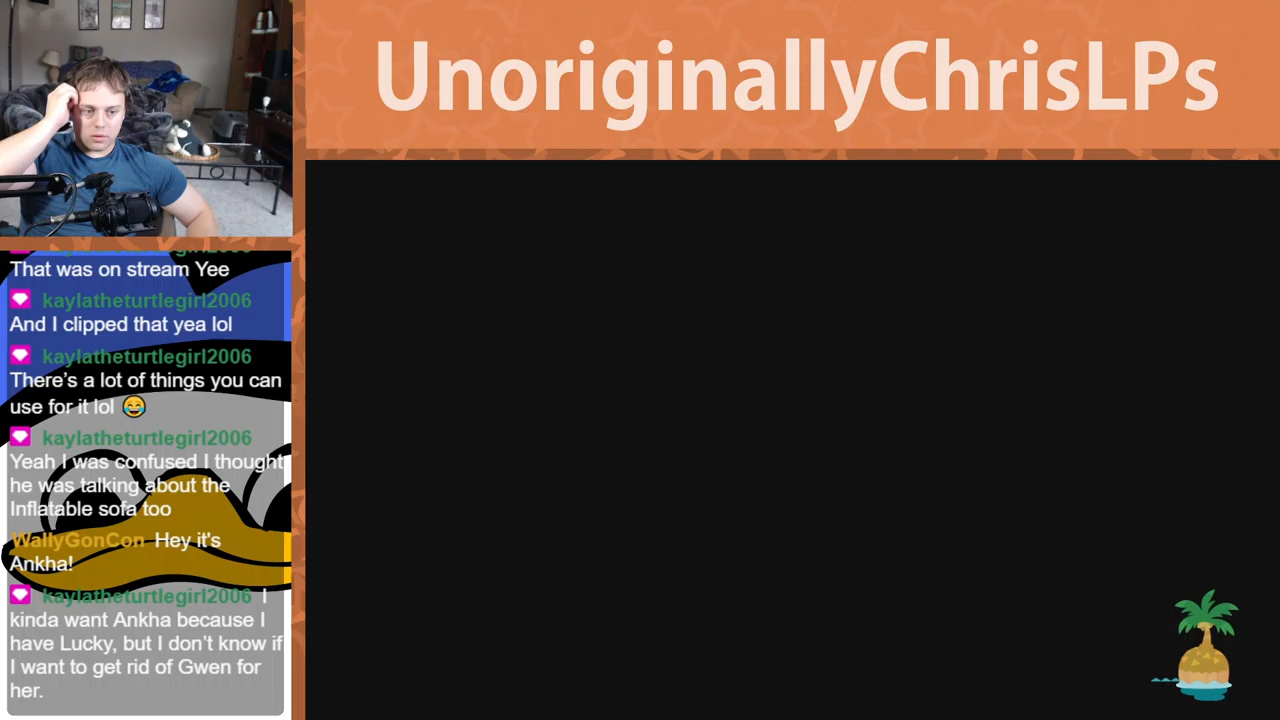 UnoriginallyChrisLPs
That was on stream Yee
kaylatheturtlegirl2006
And I clipped that yea lol
kaylatheturtlegirl2006
There's a lot of things you can
use for it lol 😂
kaylatheturtlegirl2006
Yeah I was confused I thought
he was talking about the
Inflatable sofa too
WallyGonCon Hey it's
Ankha!
kaylatheturtlegirl2006 I
kinda want Ankha because I
have Lucky, but I don't know if
I want to get rid of Gwen for
her.